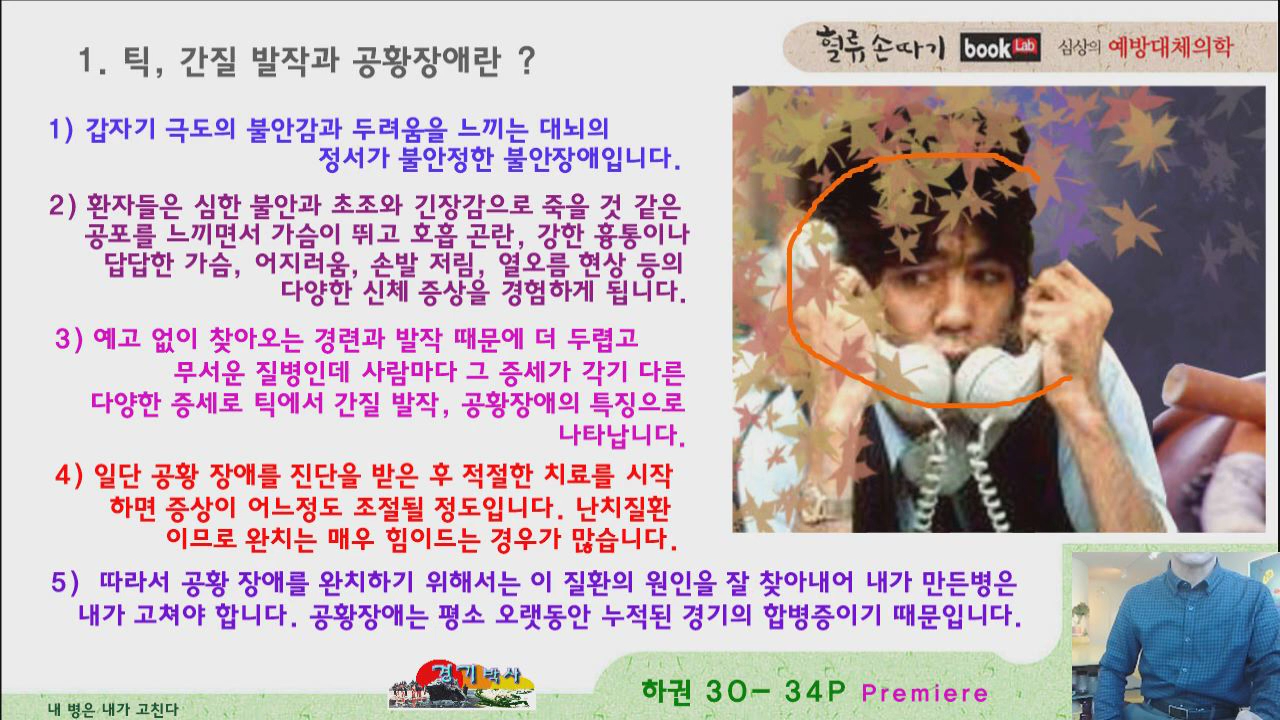 1. 틱, 간질 발작과 공황장애란 ?
혈류 손따기 book Lab 심상의 예방대체의학
1) 갑자기 극도의 불안감과 두려움을 느끼는 대뇌의
정서가 불안정한 불안장애입니다.
2) 환자들은 심한 불안과 초조와 긴장감으로 죽을 것 같은
공포를 느끼면서 가슴이 뛰고 호흡 곤란, 강한 흉통이나
답답한 가슴, 어지러움, 손발 저림, 열오름 현상 등의
다양한 신체 증상을 경험하게 됩니다.
3) 예고 없이 찾아오는 경련과 발작 때문에 더 두렵고
무서운 질병인데 사람마다 그 증세가 각기 다른
다양한 증세로 틱에서 간질 발작, 공황장애의 특징으로
나타납니다.
4) 일단 공황 장애를 진단을 받은 후 적절한 치료를 시작
하면 증상이 어느정도 조절될 정도입니다. 난치질환
이므로 완치는 매우 힘이드는 경우가 많습니다.
5) 따라서 공황 장애를 완치하기 위해서는 이 질환의 원인을 잘 찾아내어 내가 만든병은
내가 고쳐야 합니다. 공황장애는 평소 오랫동안 누적된 경기의 합병증이기 때문입니다.
경기박사
하권 30- 34P Premiere
내 병은 내가 고친다